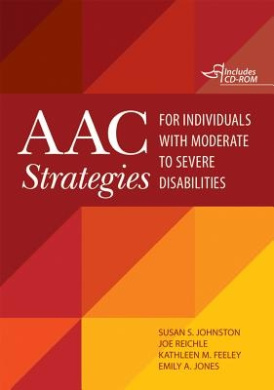 Includes
CD-ROM
AAC
Strategies
FOR INDIVIDUALS
WITH MODERATE
TO SEVERE
DISABILITIES
SUSAN S. JOHNSTON
JOE REICHLE
KATHLEEN M. FEELEY
EMILY A. JONES